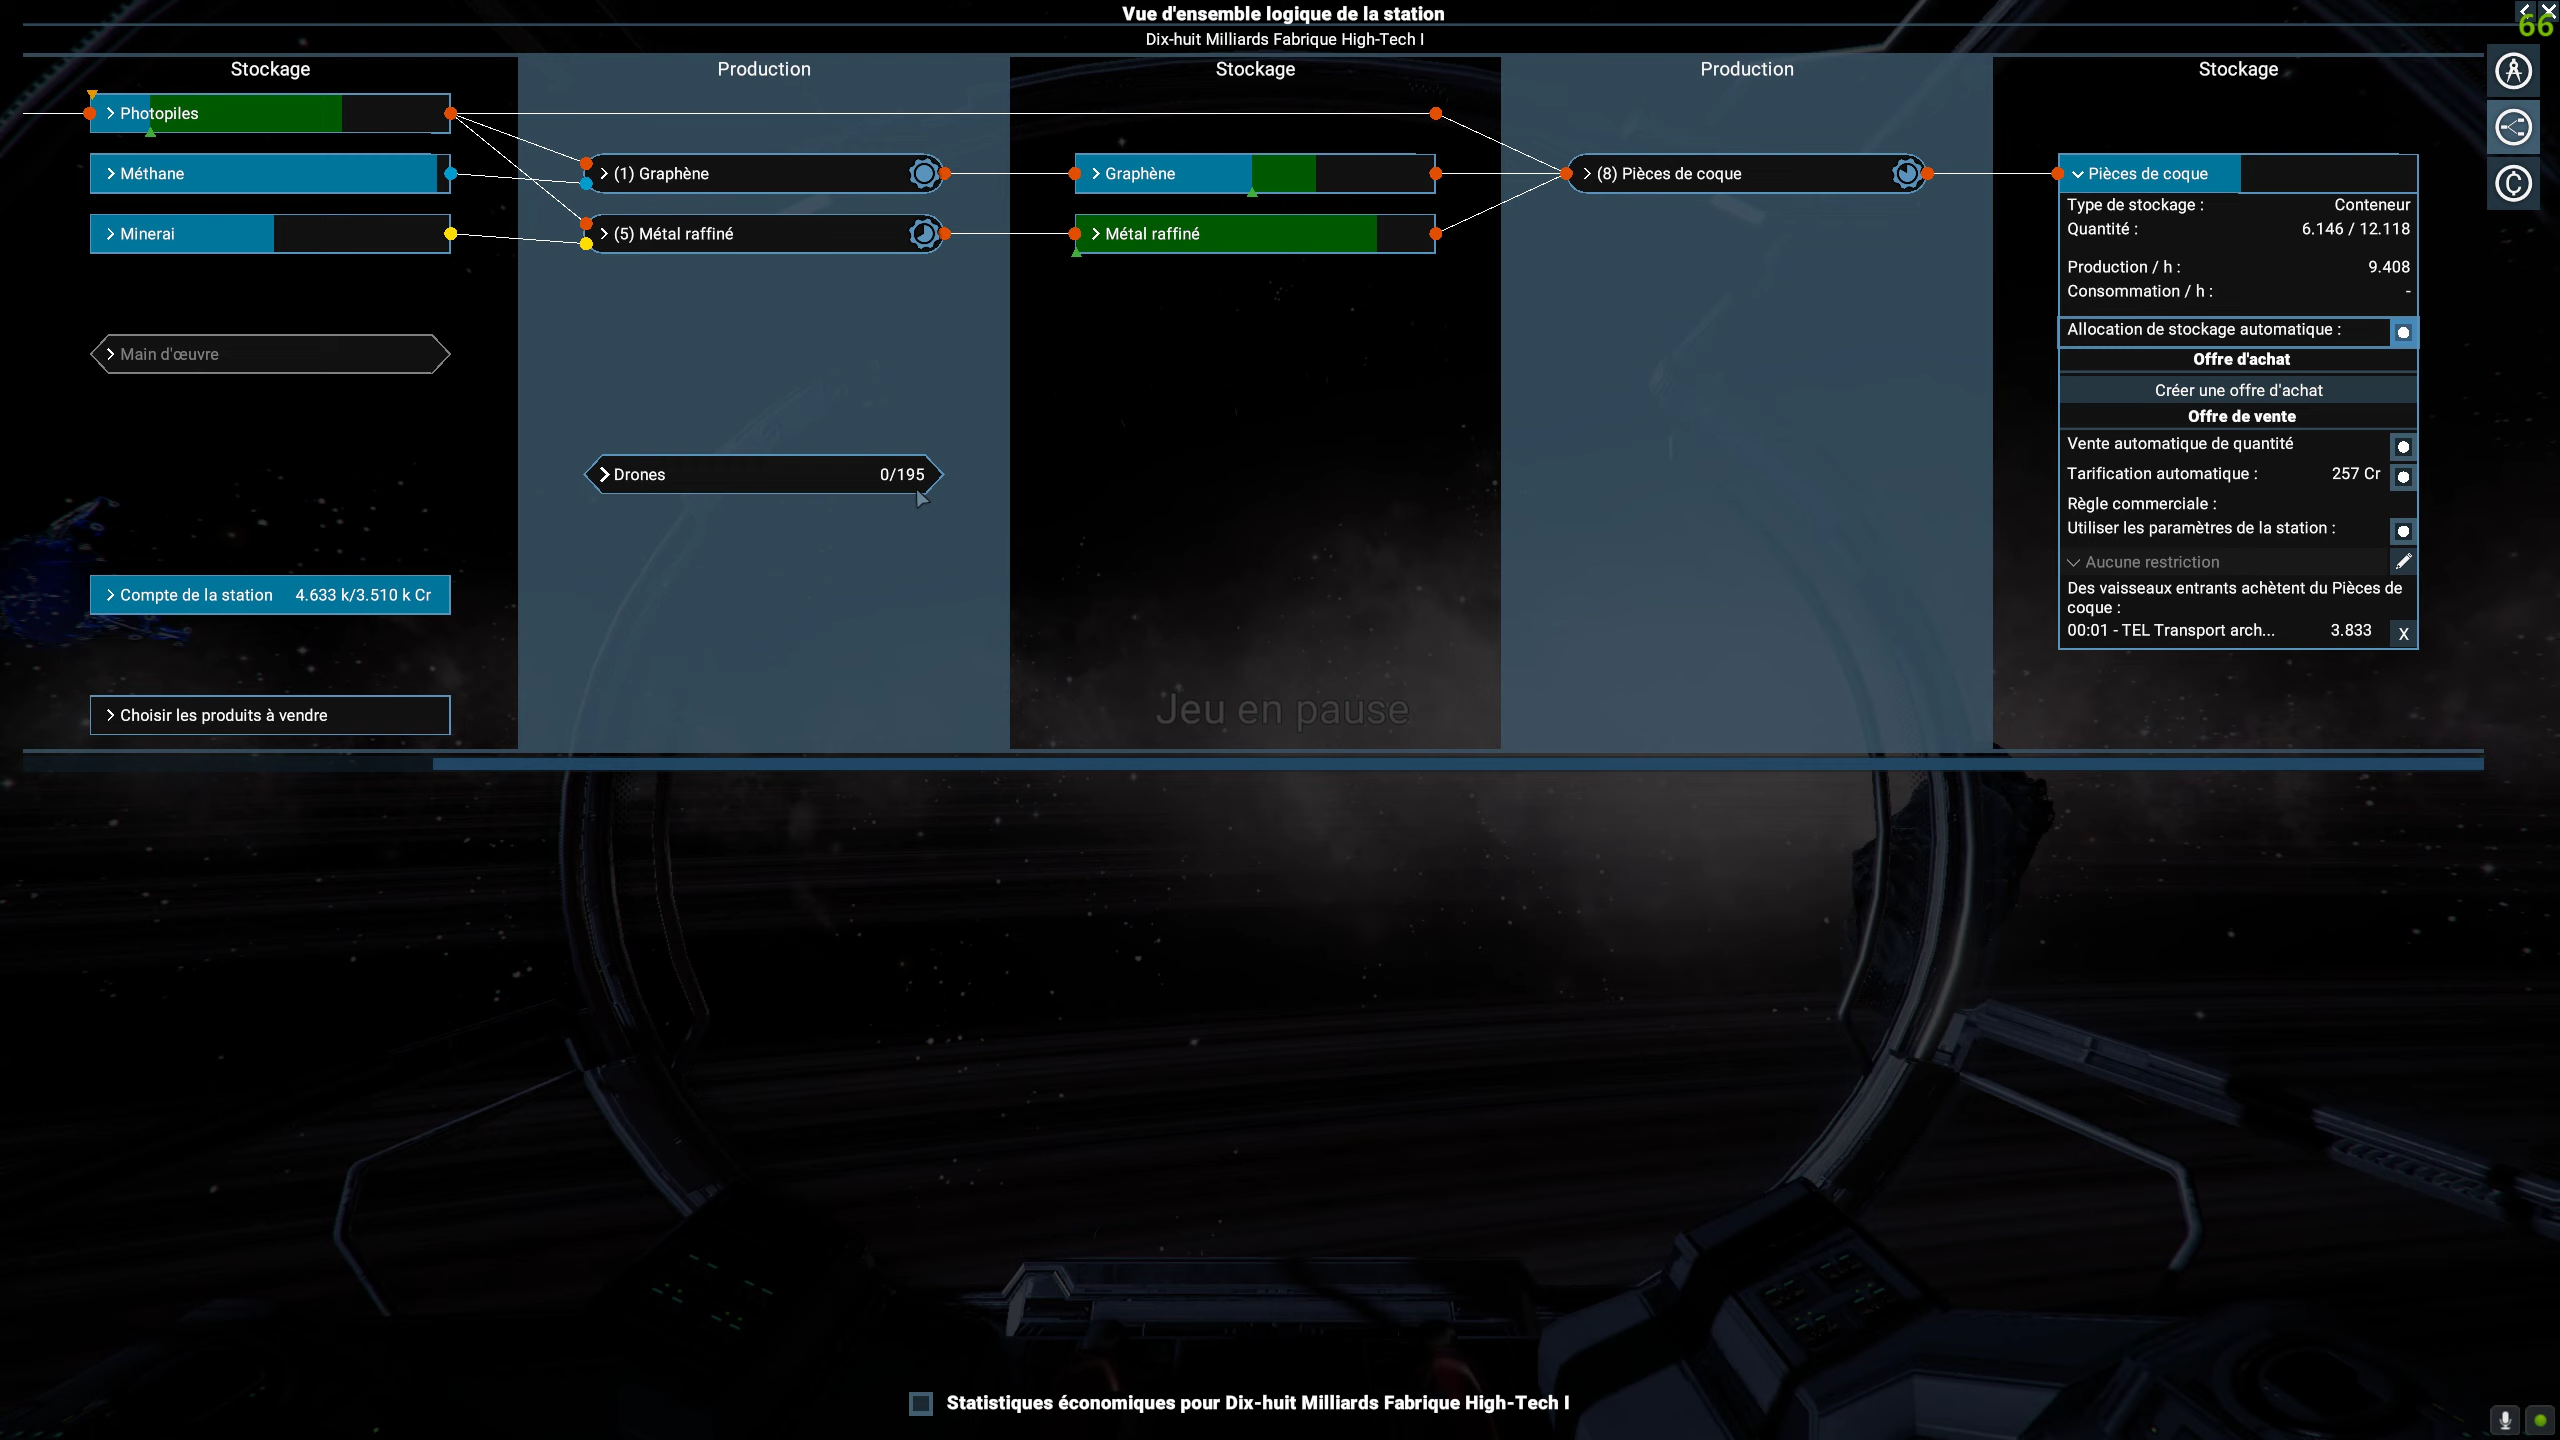 Vue d'ensemble logique de la station
66
Dix-huit Milliards Fabrique High-Tech I
Stockage
Production
Stockage
Production
Stockage
Photopiles
Méthane
(1) Graphène
Graphène
(8) Pièces de coque
Pièces de coque
Type de stockage : Conteneur
Quantité : 6.146 / 12.118
Minerai
(5) Métal raffiné
Métal raffiné
Production / h : 9.408
Consommation / h : -
Allocation de stockage automatique :
Main d'œuvre
Offre d'achat
Créer une offre d'achat
Offre de vente
Vente automatique de quantité
Drones 0/195
Tarification automatique : 257 Cr
Règle commerciale :
Utiliser les paramètres de la station :
Aucune restriction
Compte de la station 4.633 k/3.510 k Cr
Des vaisseaux entrants achètent du Pièces de
coque :
00:01 - TEL Transport arch... 3.833 X
Choisir les produits à vendre
Jeu en pause
Statistiques économiques pour Dix-huit Milliards Fabrique High-Tech I